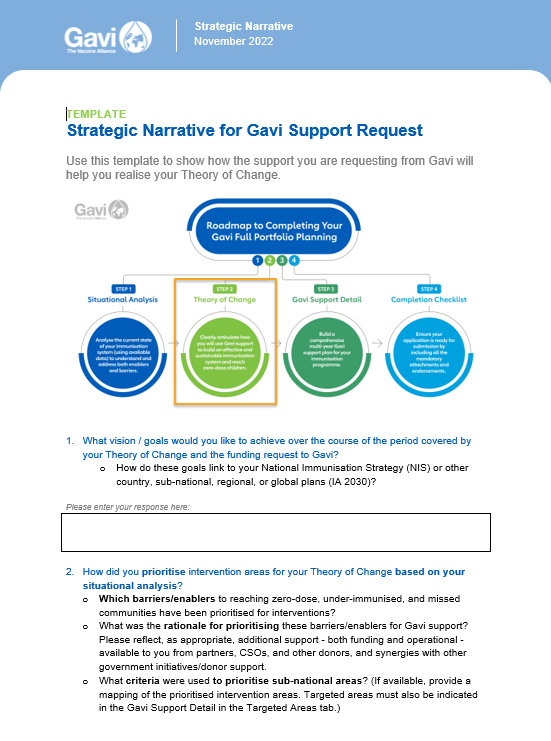 Gavi
The Vaccine Alliance
Strategic Narrative
November 2022
TEMPLATE
Strategic Narrative for Gavi Support Request
Use this template to show how the support you are requesting from Gavi will
help you realise your Theory of Change.
Gavi
Roadmap to Completing Your
Gavi Full Portfolio Planning
1 2 3 4
STEP 1
Situational Analysis
Analyse the current state
of your immunisation
system (using available
data) to understand and
address both enablers
and barriers.
STEP 2
Theory of Change
Clearly articulate how
you will use Gavi support
to build an effective and
sustainable immunisation
system and reach
zero-dose children.
STEP 3
Gavi Support Detail
Build a
comprehensive
multi-year Gavi
support plan for your
immunisation
programme.
STEP 4
Completion Checklist
Ensure your
application is ready for
submission by
including all the
mandatory
attachments and
endorsements.
1. What vision / goals would you like to achieve over the course of the period covered by
your Theory of Change and the funding request to Gavi?
o How do these goals link to your National Immunisation Strategy (NIS) or other
country, sub-national, regional, or global plans (IA 2030)?
Please enter your response here:
2. How did you prioritise intervention areas for your Theory of Change based on your
situational analysis?
o Which barriers/enablers to reaching zero-dose, under-immunised, and missed
communities have been prioritised for interventions?
o What was the rationale for prioritising these barriers/enablers for Gavi support?
Please reflect, as appropriate, additional support - both funding and operational -
available to you from partners, CSOs, and other donors, and synergies with other
government initiatives/donor support.
o What criteria were used to prioritise sub-national areas? (If available, provide a
mapping of the prioritised intervention areas. Targeted areas must also be indicated
in the Gavi Support Detail in the Targeted Areas tab.)